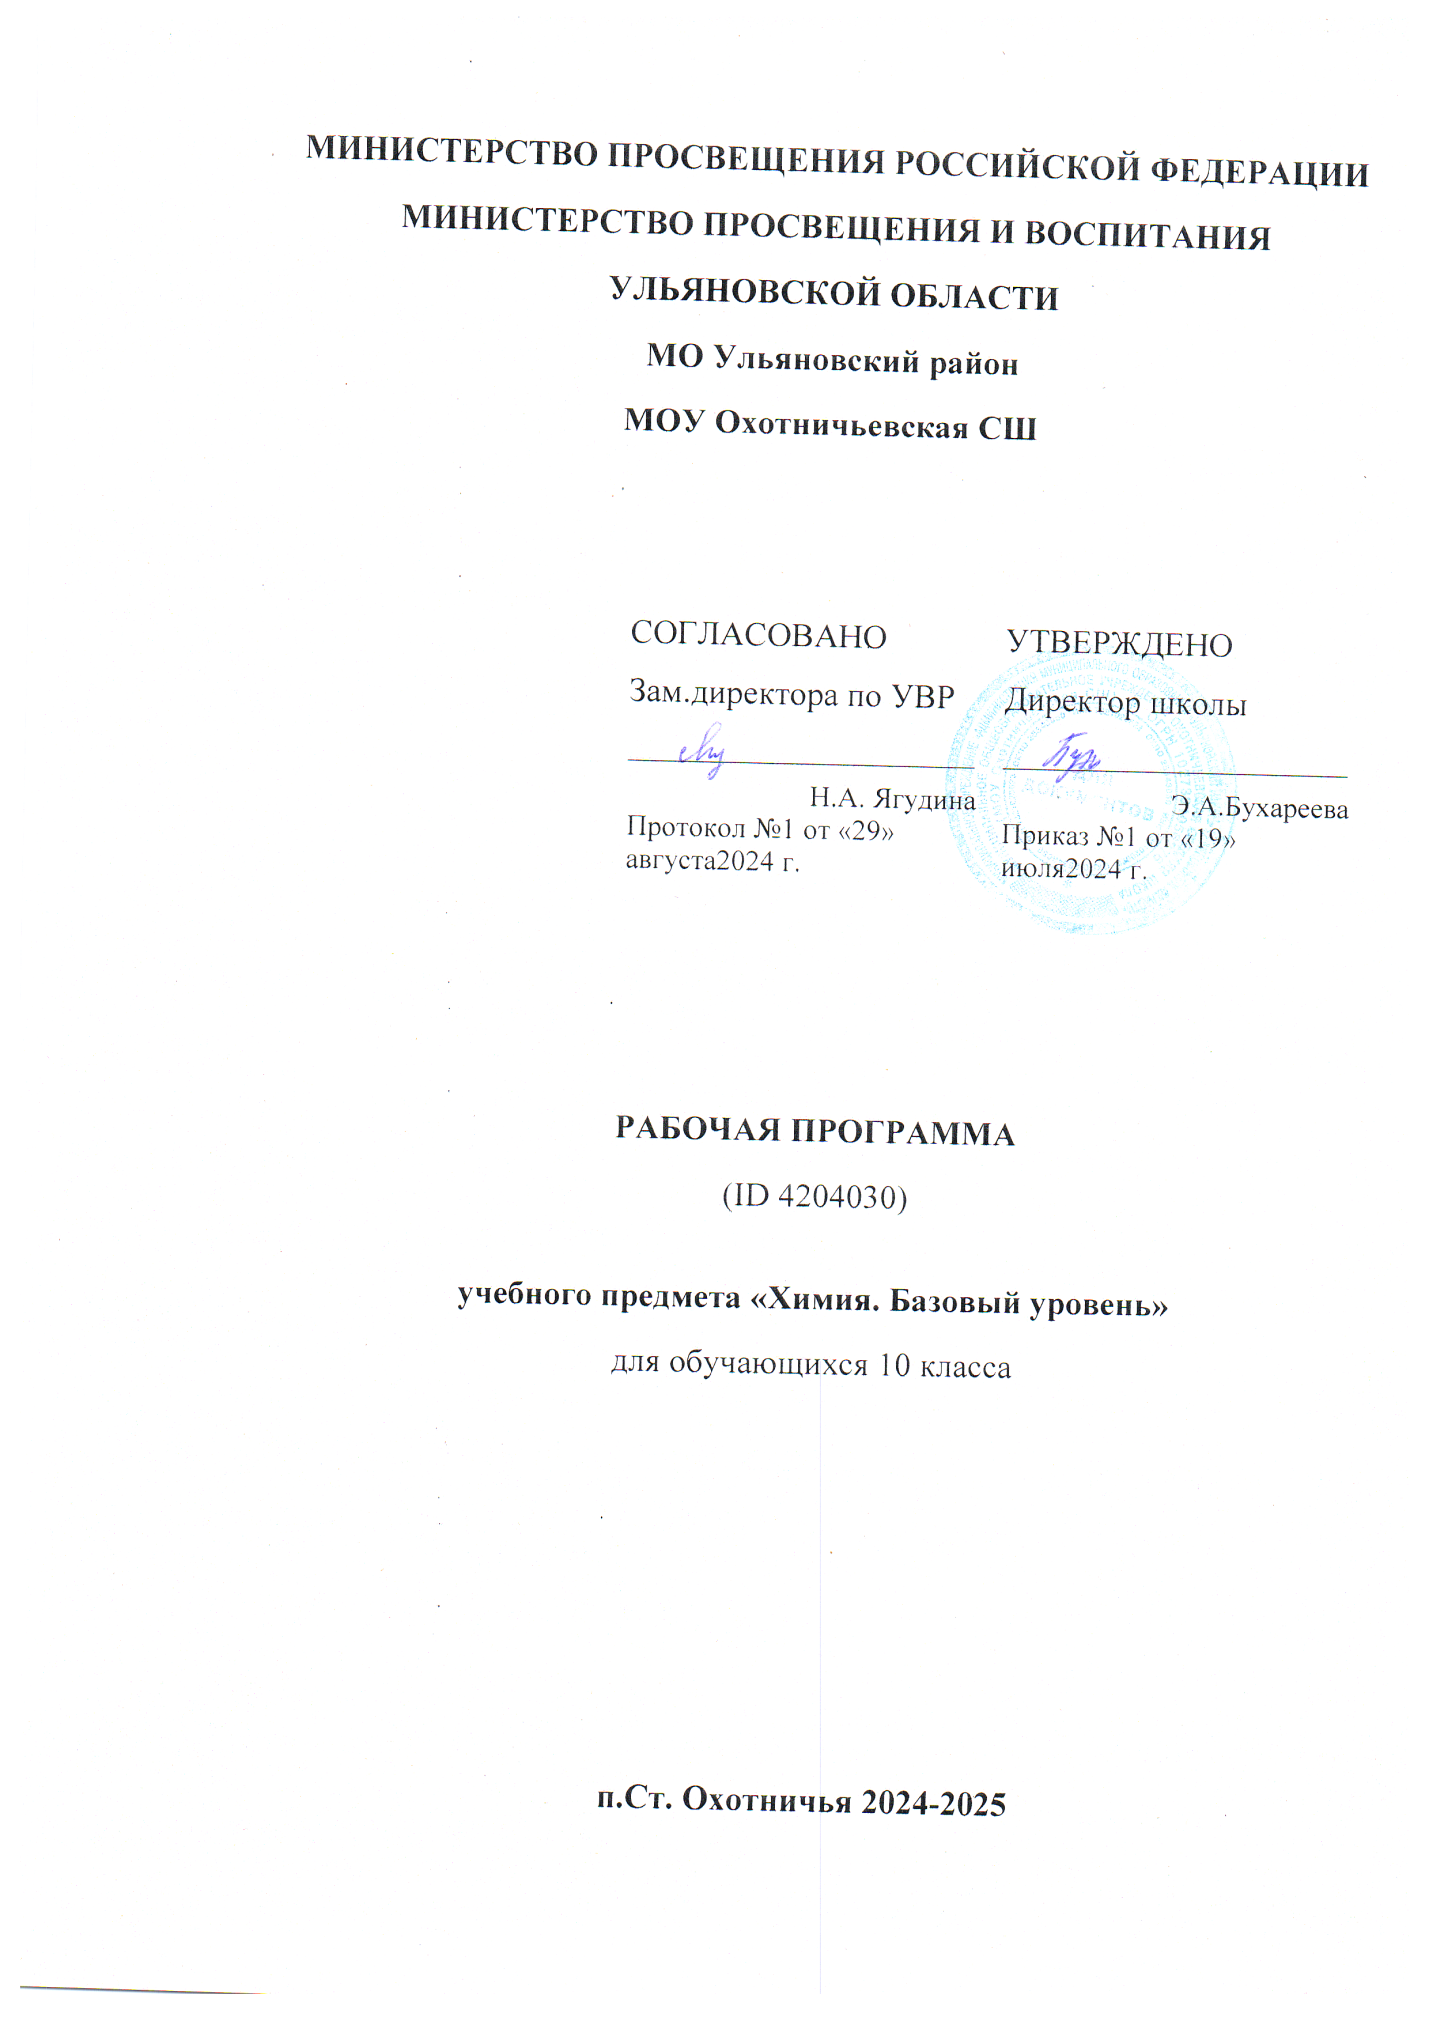 МИНИСТЕРСТВО ПРОСВЕЩЕНИЯ РОССИЙСКОЙ ФЕДЕРАЦИИ
МИНИСТЕРСТВО ПРОСВЕЩЕНИЯ И ВОСПИТАНИЯ
УЛЬЯНОВСКОЙ ОБЛАСТИ
МО Ульяновский район
МОУ Охотничьевская СШ
СОГЛАСОВАНО
Зам.директора по УВР
Н.А. Ягудина
Протокол №1 от «29»
августа2024 г.
УТВЕРЖДЕНО
Директор школы
Э.А.Бухареева
Приказ №1 от «19»
июля2024 г.
РАБОЧАЯ ПРОГРАММА
(ID 4204030)
учебного предмета «Химия. Базовый уровень»
для обучающихся 10 класса
п.Ст. Охотничья 2024-2025